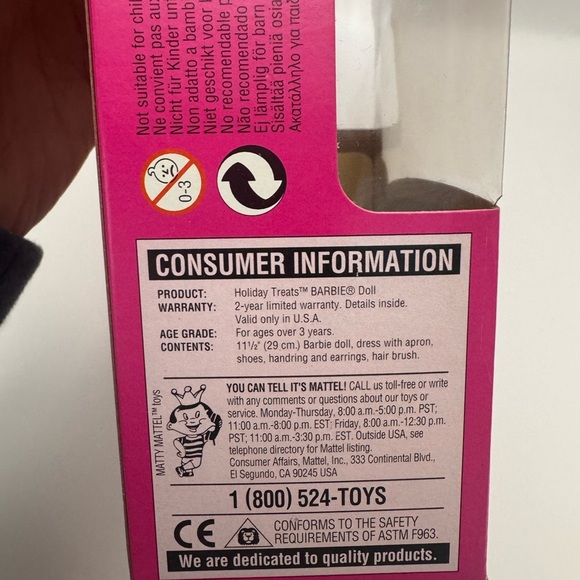 Not suitable for chil
Ne convient pas aux
Nicht für Kinder unt
Non adatto a bambi
Niet geschikt voor k
No recomendable p
Não recomendado
Ej lämplig för barn
Sisältää pieniä osia
Ακατάλληλο για παιδ
0-3
CONSUMER INFORMATION
PRODUCT: Holiday Treats™ BARBIE® Doll
WARRANTY: 2-year limited warranty. Details inside.
Valid only in U.S.A.
AGE GRADE: For ages over 3 years.
CONTENTS: 11½" (29 cm.) Barbie doll, dress with apron,
shoes, handring and earrings, hair brush.
MATTY MATTEL™ toys
YOU CAN TELL IT'S MATTEL! CALL us toll-free or write
with any comments or questions about our toys or
service. Monday-Thursday, 8:00 a.m.-5:00 p.m. PST;
11:00 a.m.-8:00 p.m. EST; Friday, 8:00 a.m.-12:30 p.m.
PST; 11:00 a.m.-3:30 p.m. EST. Outside USA, see
telephone directory for Mattel listing.
Consumer Affairs, Mattel, Inc., 333 Continental Blvd.,
El Segundo, CA 90245 USA
1 (800) 524-TOYS
CE CONFORMS TO THE SAFETY
REQUIREMENTS OF ASTM F963.
We are dedicated to quality products.